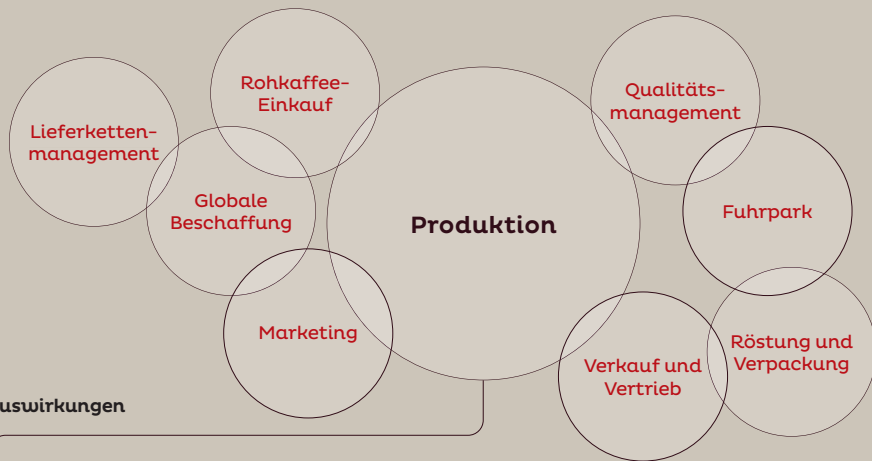 Rohkaffee-
Einkauf
Qualitäts-
management
Lieferketten-
management
Globale
Beschaffung
Fuhrpark
Produktion
Marketing
Röstung und
Verpackung
Verkauf und
Vertrieb
uswirkungen